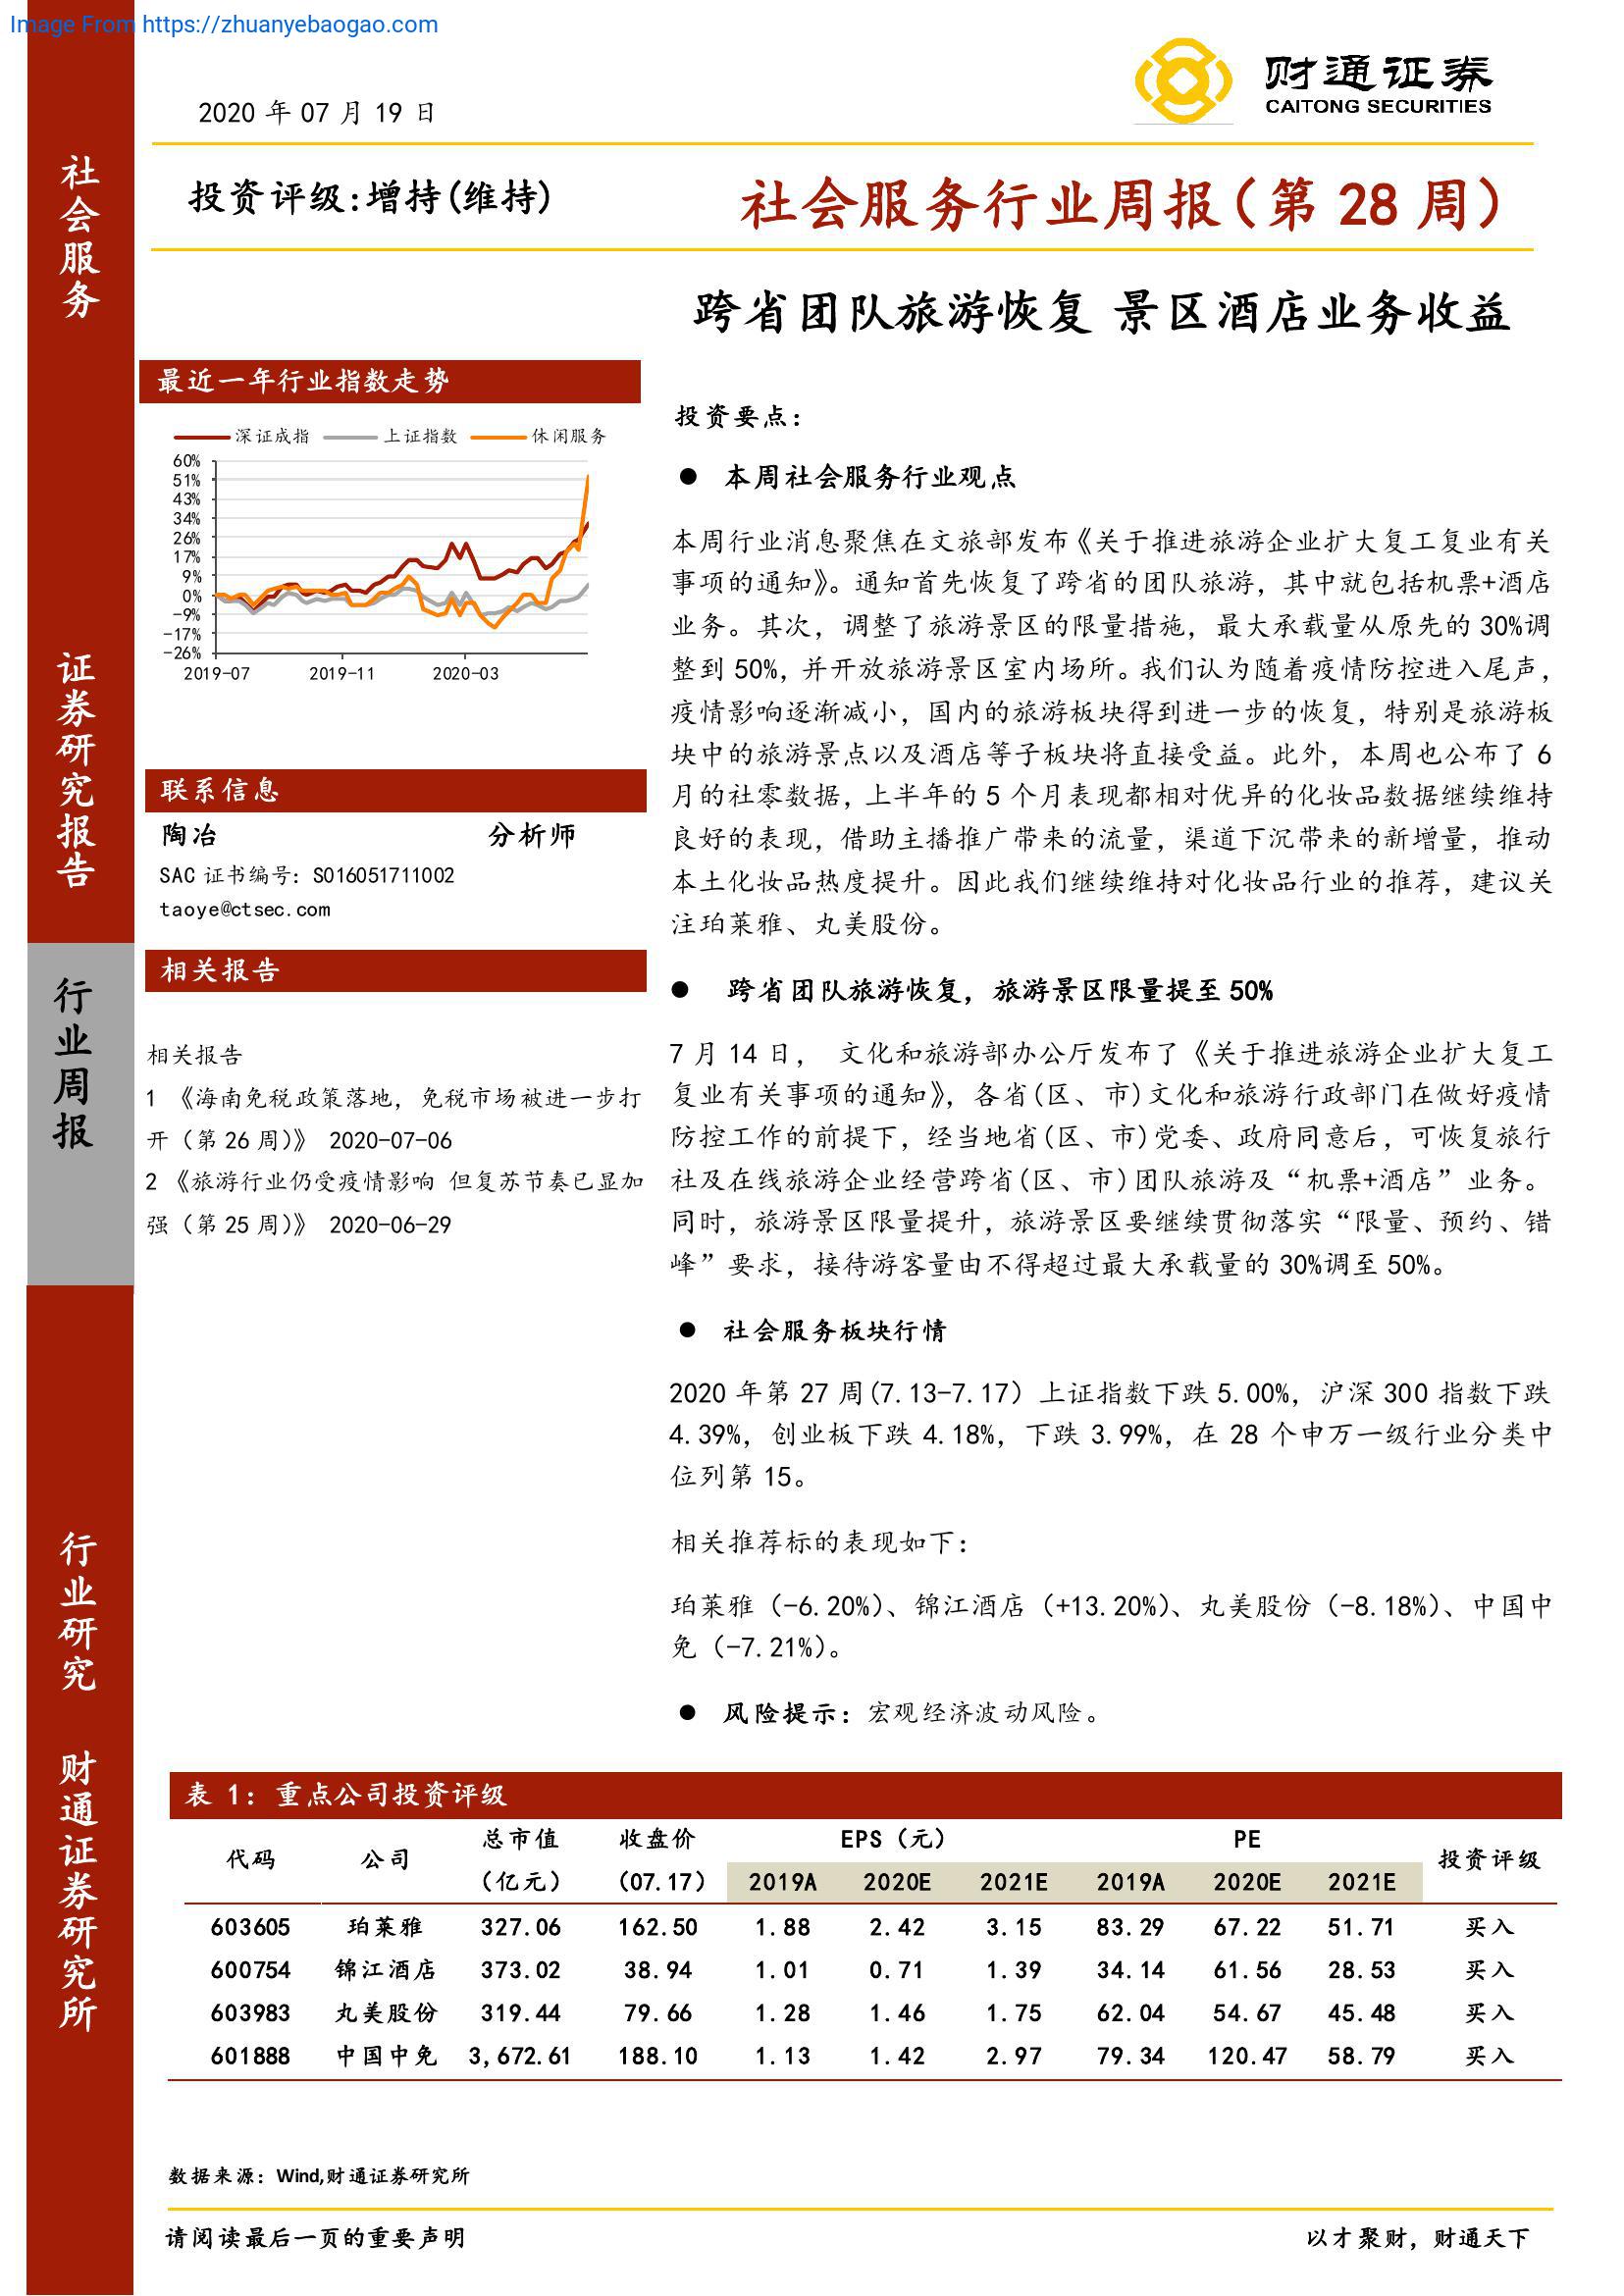 Image From https://zhuanyebaogao.com
财通证券
CAITONG SECURITIES
2020 年 07 月 19 日
投资评级:增持(维持)
社会服务行业周报(第 28 周)
跨省团队旅游恢复 景区酒店业务收益
社会服务
证券研究报告
行业周报
行业研究
财通证券研究所
最近一年行业指数走势
深证成指 上证指数 休闲服务
60%
51%
43%
34%
26%
17%
9%
0%
-9%
-17%
-26%
2019-07 2019-11 2020-03
联系信息
陶冶 分析师
SAC 证书编号: S016051711002
taoye@ctsec.com
相关报告
相关报告
1 《海南免税政策落地, 免税市场被进一步打
开(第 26 周)》 2020-07-06
2 《旅游行业仍受疫情影响 但复苏节奏已显加
强(第 25 周)》 2020-06-29
投资要点:
● 本周社会服务行业观点
本周行业消息聚焦在文旅部发布《关于推进旅游企业扩大复工复业有关
事项的通知》。通知首先恢复了跨省的团队旅游, 其中就包括机票+酒店
业务。其次, 调整了旅游景区的限量措施, 最大承载量从原先的 30%调
整到 50%, 并开放旅游景区室内场所。我们认为随着疫情防控进入尾声,
疫情影响逐渐减小, 国内的旅游板块得到进一步的恢复, 特别是旅游板
块中的旅游景点以及酒店等子板块将直接受益。此外, 本周也公布了 6
月的社零数据, 上半年的 5 个月表现都相对优异的化妆品数据继续维持
良好的表现, 借助主播推广带来的流量, 渠道下沉带来的新增量, 推动
本土化妆品热度提升。因此我们继续维持对化妆品行业的推荐, 建议关
注珀莱雅、丸美股份。
● 跨省团队旅游恢复, 旅游景区限量提至 50%
7 月 14 日, 文化和旅游部办公厅发布了《关于推进旅游企业扩大复工
复业有关事项的通知》, 各省(区、市)文化和旅游行政部门在做好疫情
防控工作的前提下, 经当地省(区、市)党委、政府同意后, 可恢复旅行
社及在线旅游企业经营跨省(区、市)团队旅游及“机票+酒店”业务。
同时, 旅游景区限量提升, 旅游景区要继续贯彻落实“限量、预约、错
峰”要求, 接待游客量由不得超过最大承载量的 30%调至 50%。
● 社会服务板块行情
2020 年第 27 周(7.13-7.17) 上证指数下跌 5.00%, 沪深 300 指数下跌
4.39%, 创业板下跌 4.18%, 下跌 3.99%, 在 28 个申万一级行业分类中
位列第 15。
相关推荐标的表现如下:
珀莱雅(-6.20%)、锦江酒店(+13.20%)、丸美股份(-8.18%)、中国中
免(-7.21%)。
● 风险提示: 宏观经济波动风险。
表 1: 重点公司投资评级
代码 公司 总市值 收盘价 EPS(元) PE 投资评级
(亿元) (07.17) 2019A 2020E 2021E 2019A 2020E 2021E
603605 珀莱雅 327.06 162.50 1.88 2.42 3.15 83.29 67.22 51.71 买入
600754 锦江酒店 373.02 38.94 1.01 0.71 1.39 34.14 61.56 28.53 买入
603983 丸美股份 319.44 79.66 1.28 1.46 1.75 62.04 54.67 45.48 买入
601888 中国中免 3,672.61 188.10 1.13 1.42 2.97 79.34 120.47 58.79 买入
数据来源: Wind,财通证券研究所
请阅读最后一页的重要声明
以才聚财, 财通天下